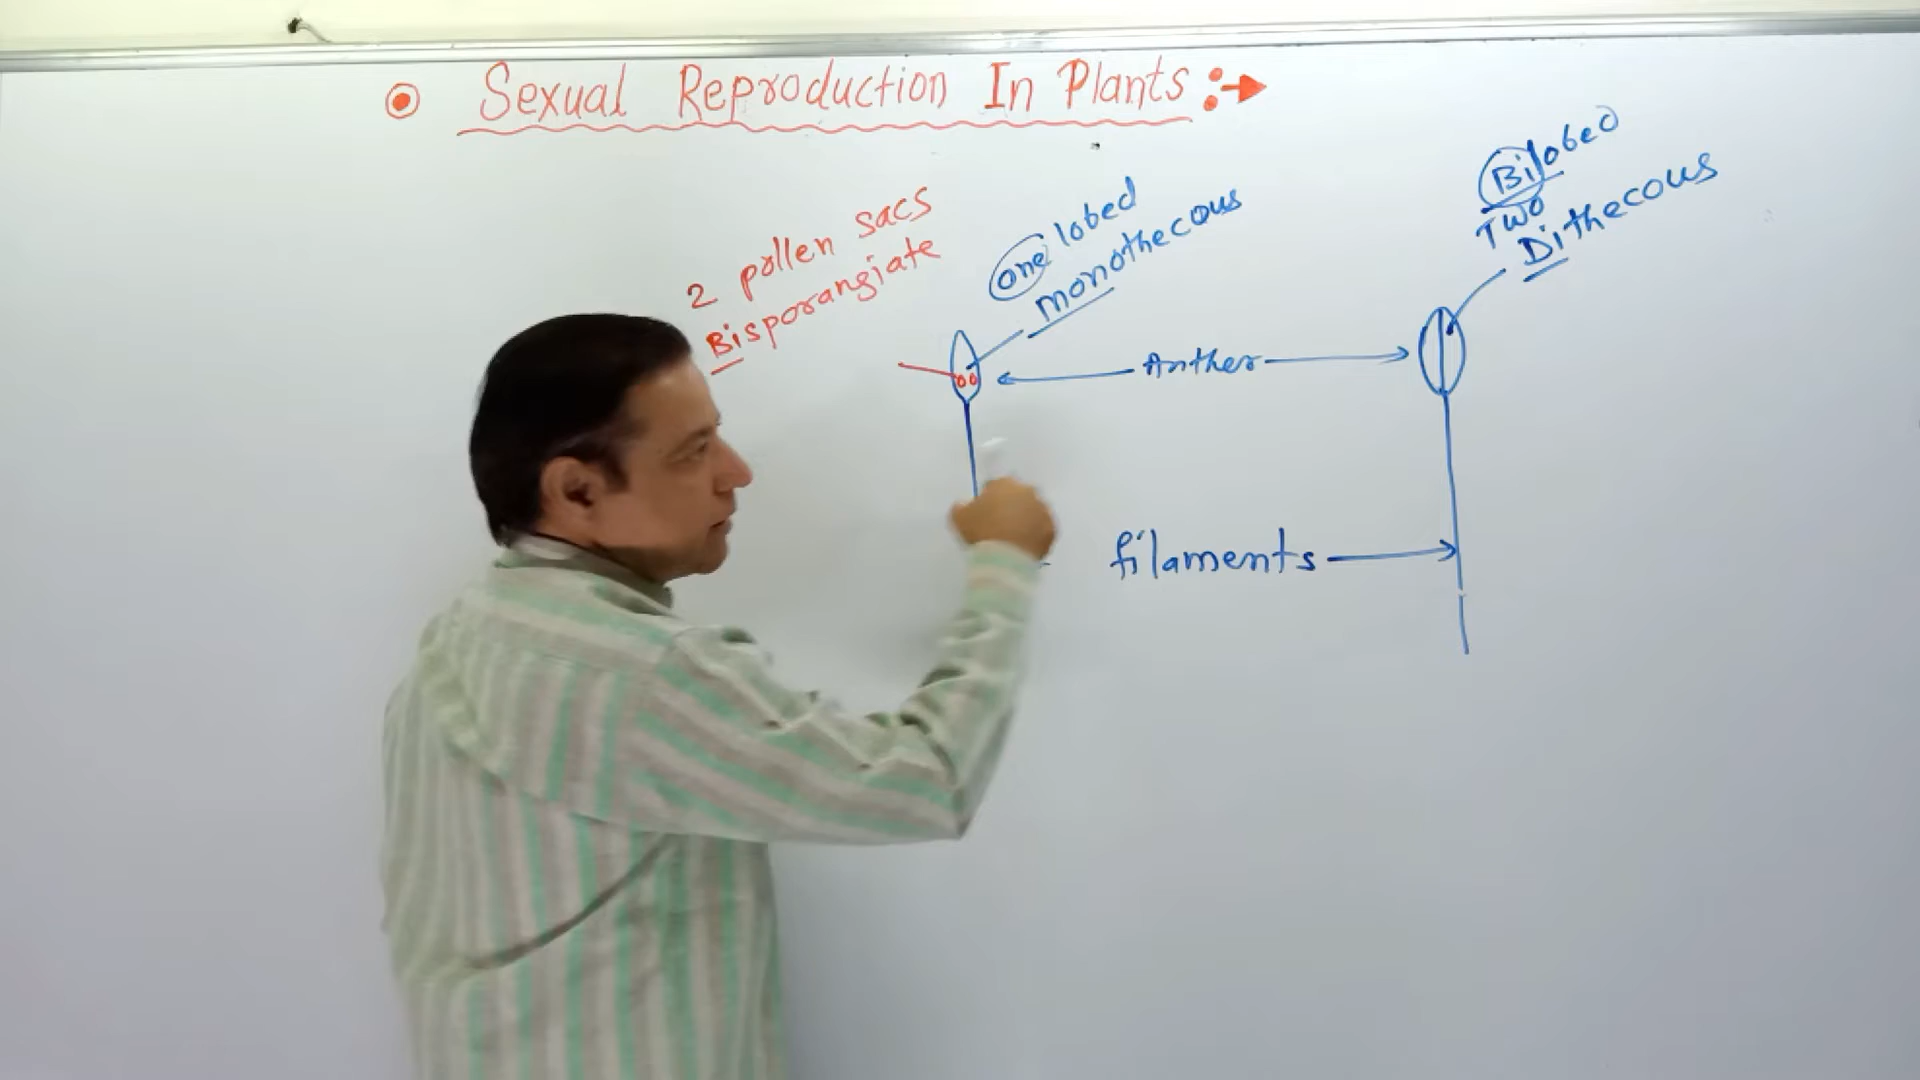 Sexual Reproduction In Plants :→
2 pollen sacs
Bisporangiate
one lobed
monothecous
Bilobed
Two
Dithecous
Anther
filaments